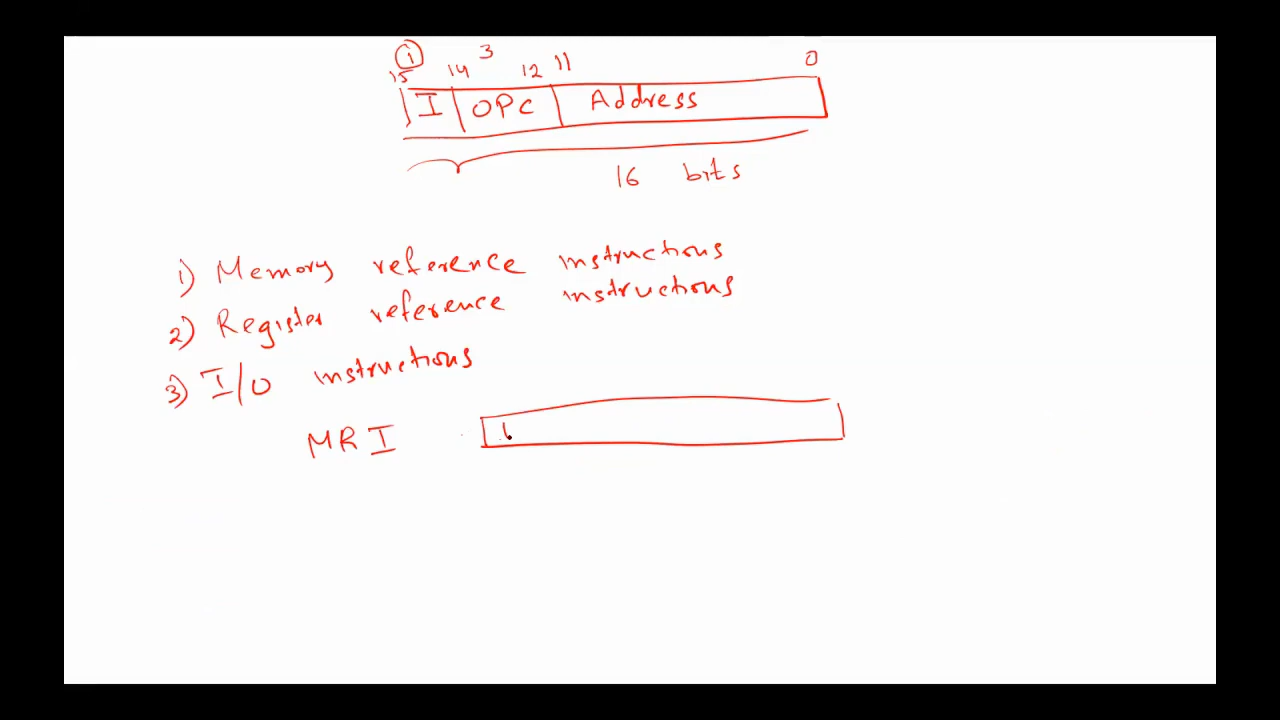 1 3
15 14 12 11 0
I OPC Address
16 bits
1) Memory reference instructions
2) Register reference instructions
3) I/O instructions
MRI